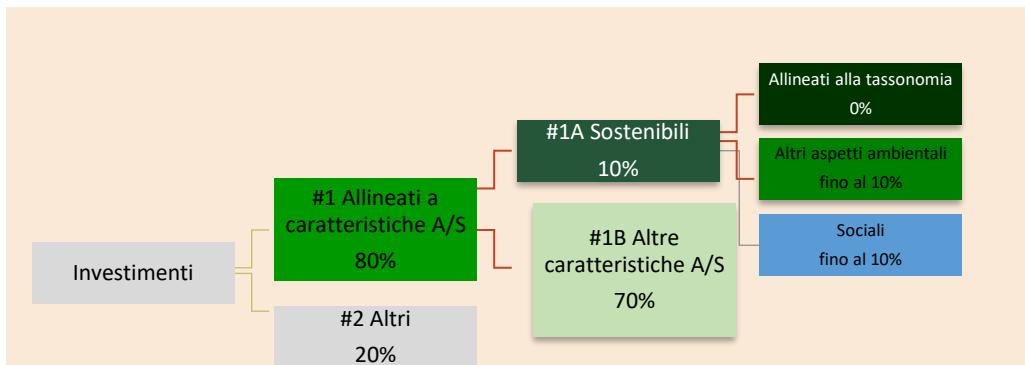 Investimenti
#1 Allineati a
caratteristiche A/S
80%
#2 Altri
20%
#1A Sostenibili
10%
#1B Altre
caratteristiche A/S
70%
Allineati alla tassonomia
0%
Altri aspetti ambientali
fino al 10%
Sociali
fino al 10%